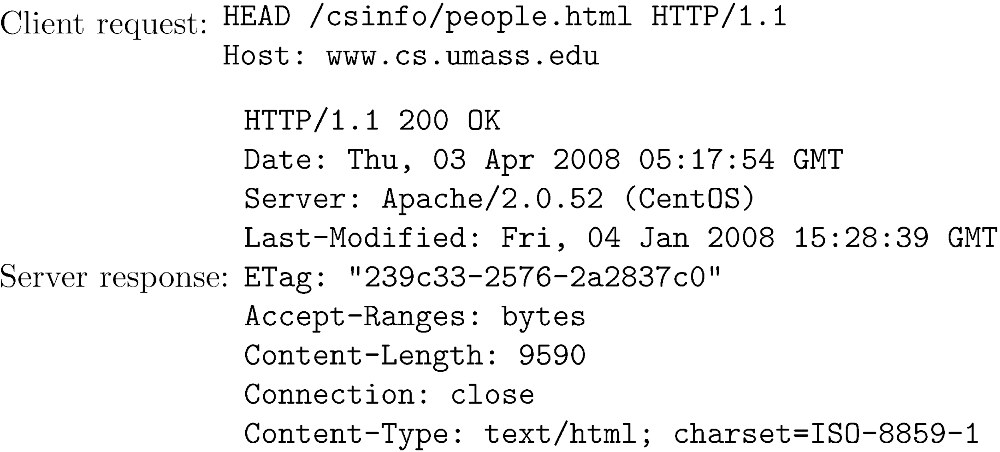 Client request: HEAD /csinfo/people.html HTTP/1.1
Host: www.cs.umass.edu
HTTP/1.1 200 OK
Date: Thu, 03 Apr 2008 05:17:54 GMT
Server: Apache/2.0.52 (CentOS)
Last-Modified: Fri, 04 Jan 2008 15:28:39 GMT
Server response: ETag: "239c33-2576-2a2837c0"
Accept-Ranges: bytes
Content-Length: 9590
Connection: close
Content-Type: text/html; charset=ISO-8859-1